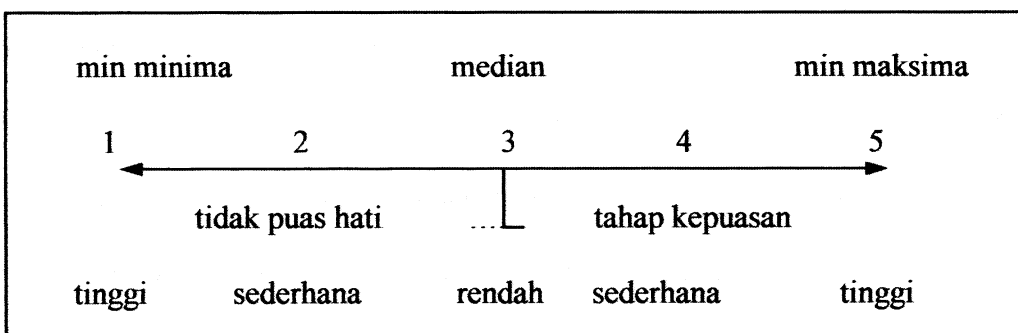 min minima median min maksima
1 2 3 4 5
tidak puas hati .... tahap kepuasan
tinggi sederhana rendah sederhana tinggi